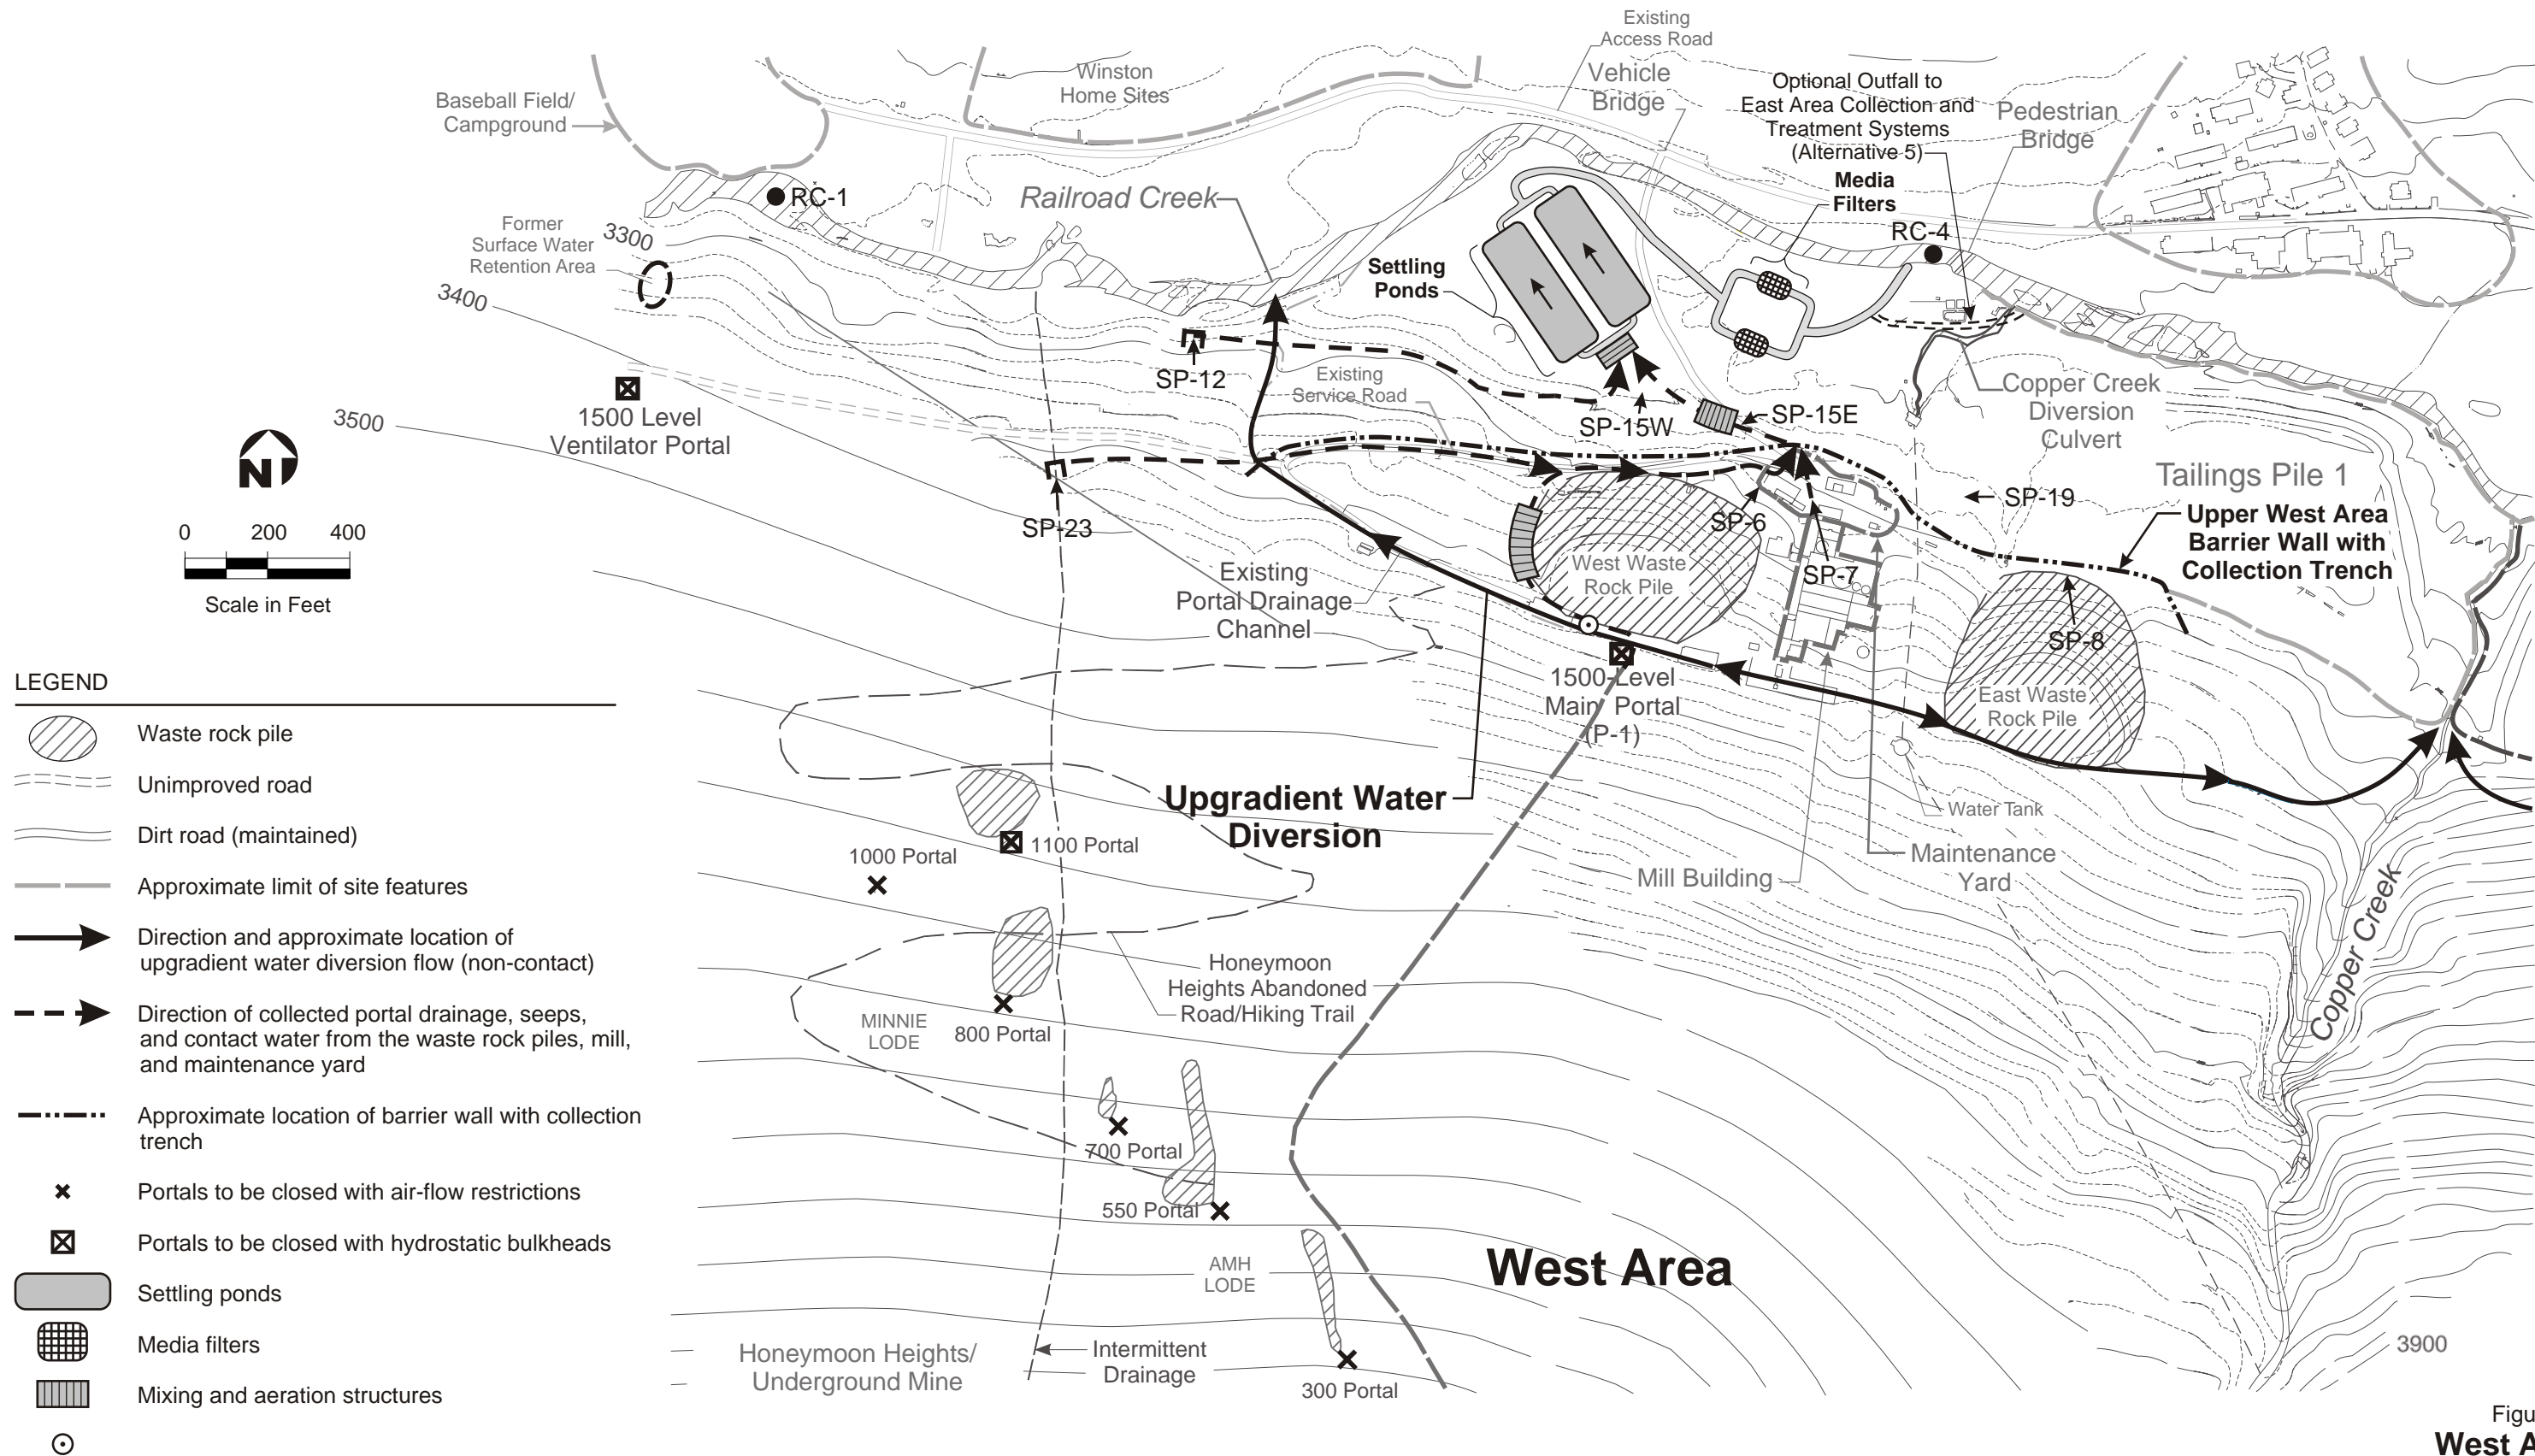 Existing
Access Road
Winston
Home Sites
Vehicle
Bridge
Optional Outfall to
East Area Collection and
Treatment Systems
(Alternative 5)
Pedestrian
Bridge
Baseball Field/
Campground
Media
Filters
RC-1
Railroad Creek
RC-4
Former
Surface Water
Retention Area
3300
3400
3500
Settling
Ponds
SP-12
Existing
Service Road
SP-15W
SP-15E
Copper Creek
Diversion
Culvert
1500 Level
Ventilator Portal
N
Tailings Pile 1
SP-19
Upper West Area
Barrier Wall with
Collection Trench
0 200 400
Scale in Feet
SP-23
SP-6
SP-7
SP-8
West Waste
Rock Pile
Existing
Portal Drainage
Channel
1500-Level
Main Portal
(P-1)
East Waste
Rock Pile
Upgradient Water
Diversion
Water Tank
Maintenance
Yard
Mill Building
1100 Portal
1000 Portal
Copper Creek
Honeymoon
Heights Abandoned
Road/Hiking Trail
MINNIE
LODE
800 Portal
700 Portal
550 Portal
AMH
LODE
West Area
Honeymoon Heights/
Underground Mine
Intermittent
Drainage
300 Portal
3900
LEGEND
Waste rock pile
Unimproved road
Dirt road (maintained)
Approximate limit of site features
Direction and approximate location of
upgradient water diversion flow (non-contact)
Direction of collected portal drainage, seeps,
and contact water from the waste rock piles, mill,
and maintenance yard
Approximate location of barrier wall with collection
trench
Portals to be closed with air-flow restrictions
Portals to be closed with hydrostatic bulkheads
Settling ponds
Media filters
Mixing and aeration structures
Figu
West A